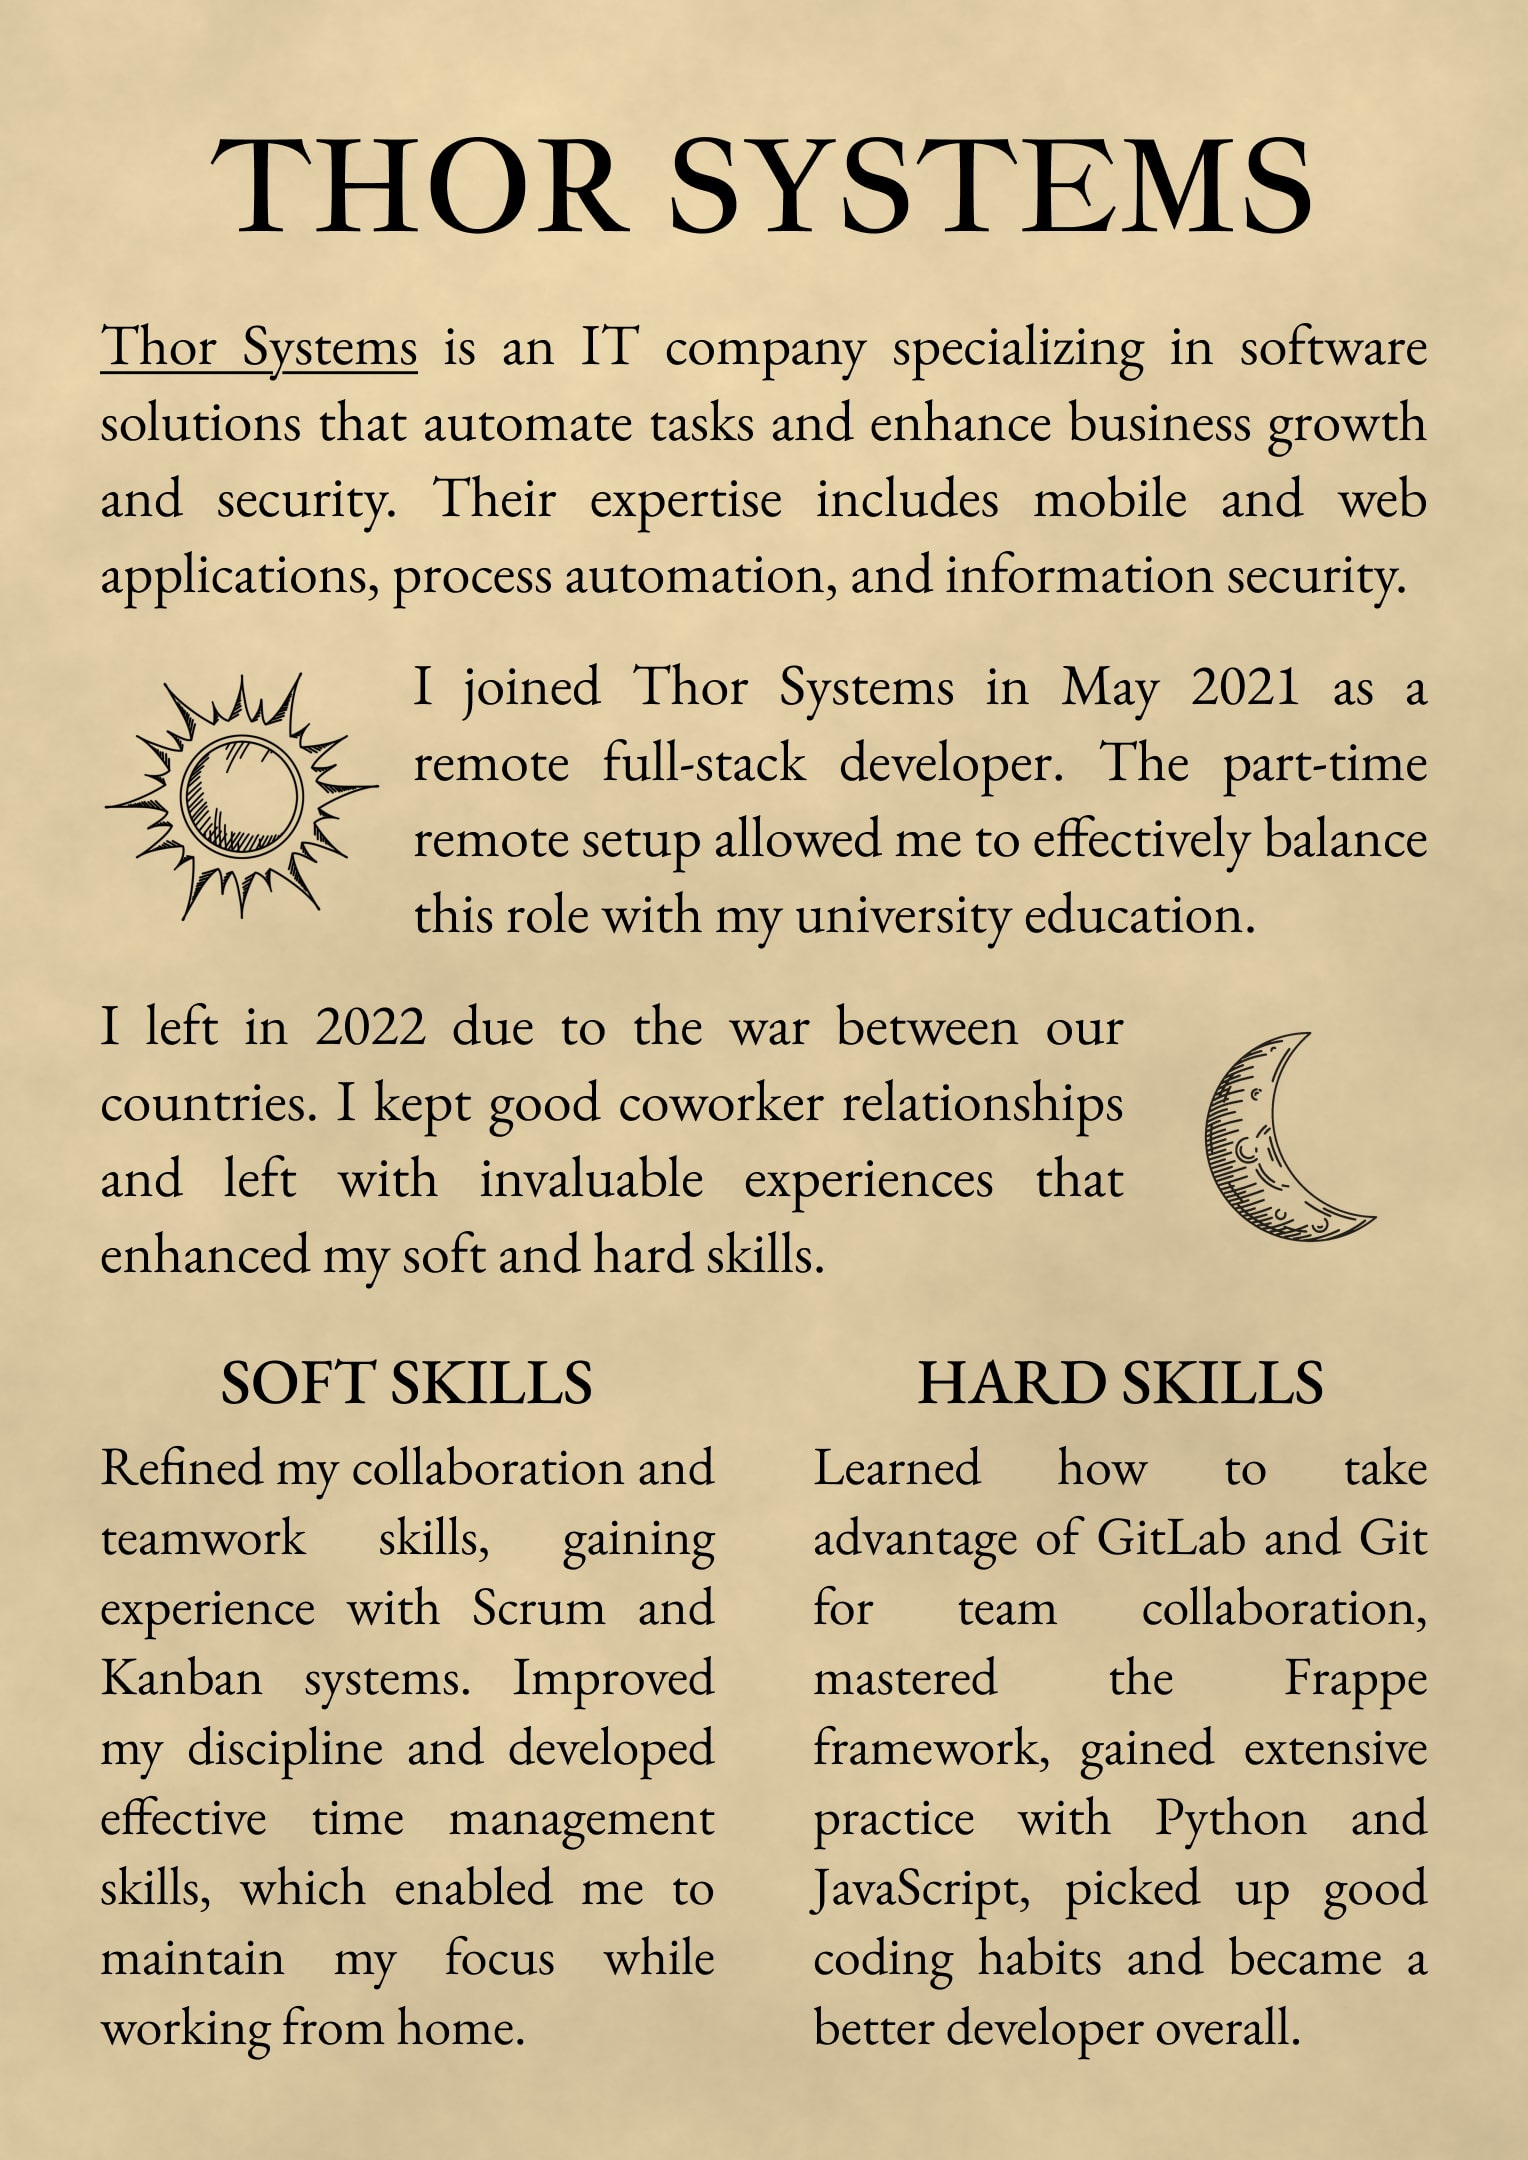 THOR SYSTEMS
Thor Systems is an IT company specializing in software
solutions that automate tasks and enhance business growth
and security. Their expertise includes mobile and web
applications, process automation, and information security.
I joined Thor Systems in May 2021 as a
remote full-stack developer. The part-time
remote setup allowed me to effectively balance
this role with my university education.
I left in 2022 due to the war between our
countries. I kept good coworker relationships
and left with invaluable experiences that
enhanced my soft and hard skills.
SOFT SKILLS
Refined my collaboration and
teamwork skills, gaining
experience with Scrum and
Kanban systems. Improved
my discipline and developed
effective time management
skills, which enabled me to
maintain my focus while
working from home.
HARD SKILLS
Learned how to take
advantage of GitLab and Git
for team collaboration,
mastered the Frappe
framework, gained extensive
practice with Python and
JavaScript, picked up good
coding habits and became a
better developer overall.